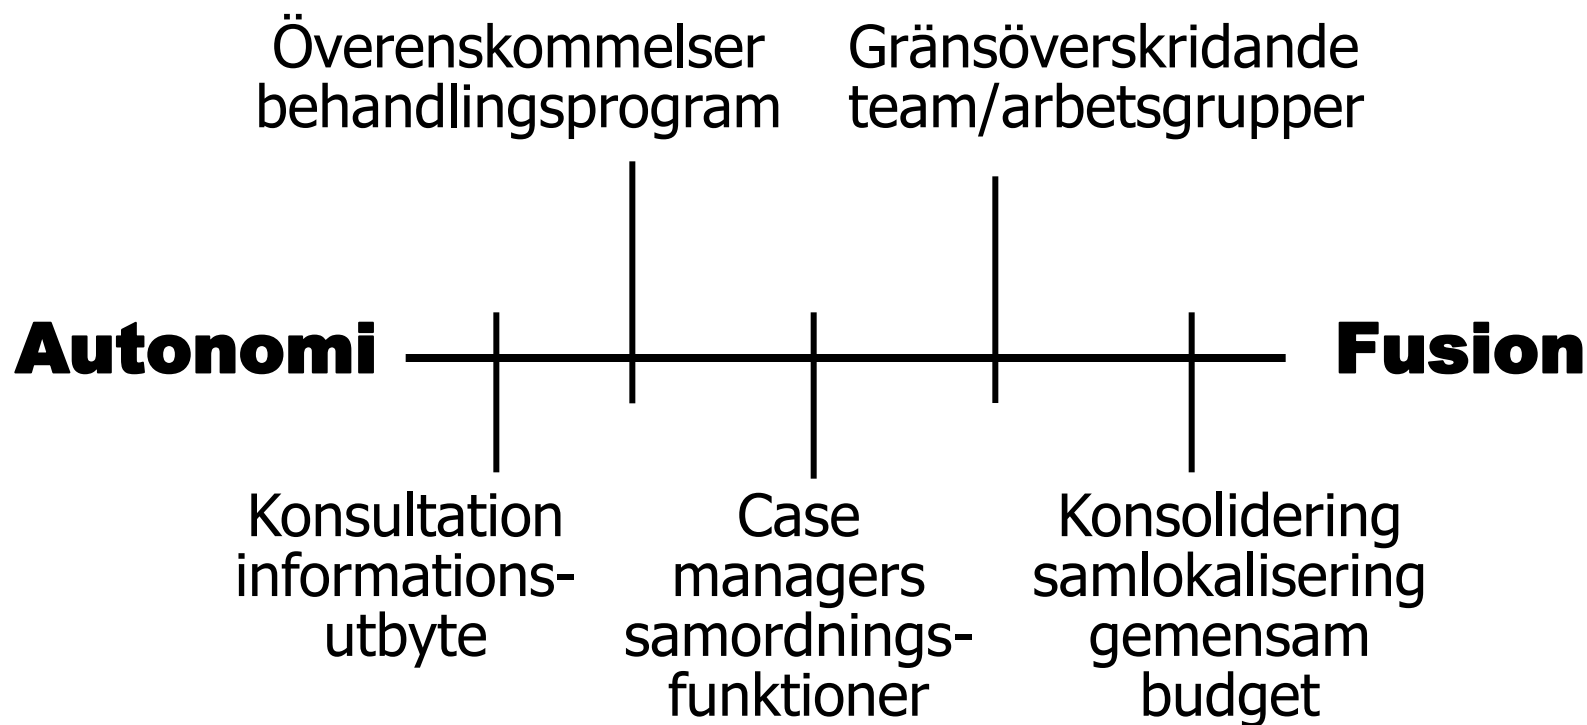 Överenskommelser
behandlingsprogram
Gränsöverskridande
team/arbetsgrupper
Autonomi
Fusion
Konsultation
informations-
utbyte
Case
managers
samordnings-
funktioner
Konsolidering
samlokalisering
gemensam
budget